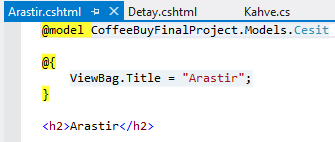 Arastir.cshtml Detay.cshtml Kahve.cs
@model CoffeeBuyFinalProject.Models.Cesit
@{
ViewBag.Title = "Arastir";
}
<h2>Arastir</h2>